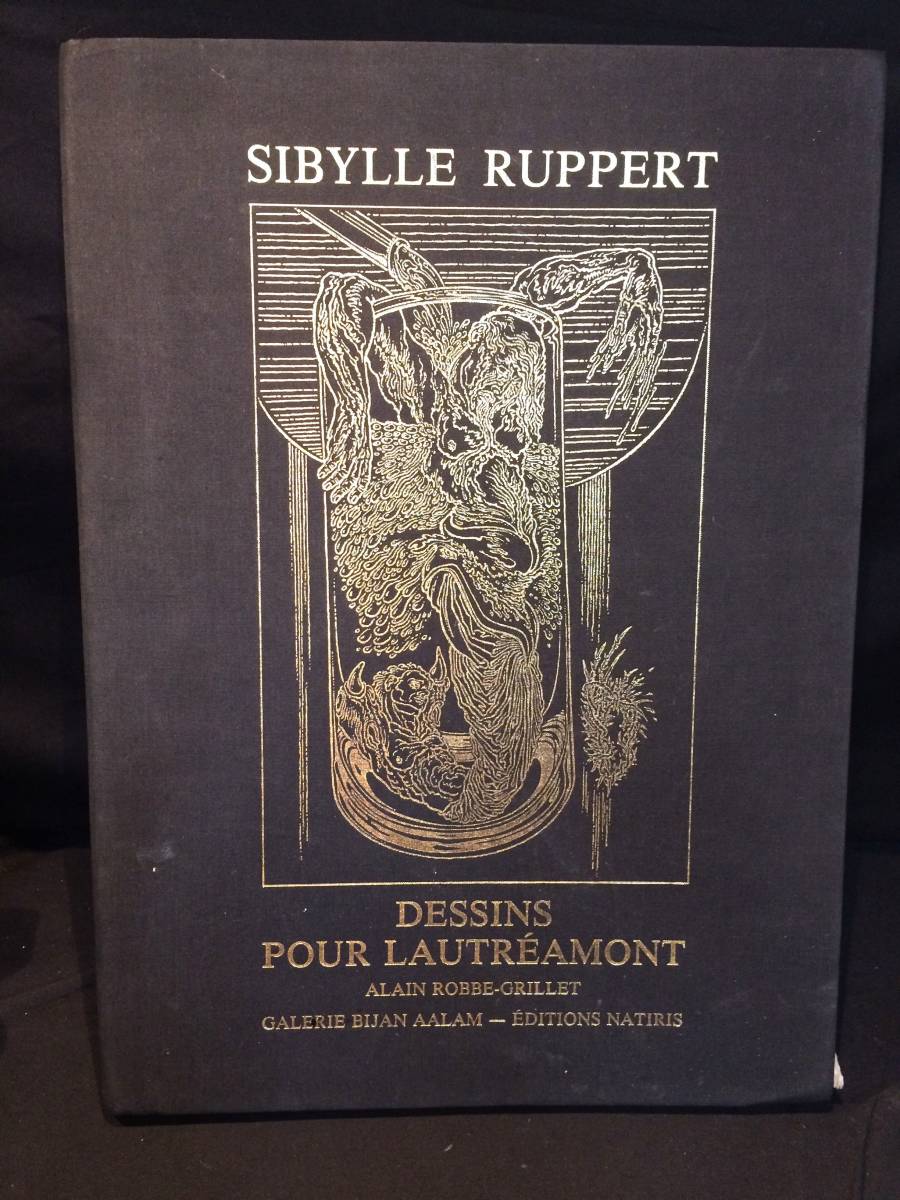 SIBYLLE RUPPERT
DESSINS
POUR LAUTRÉAMONT
ALAIN ROBBE-GRILLET
GALERIE BIJAN AALAM — ÉDITIONS NATIRIS